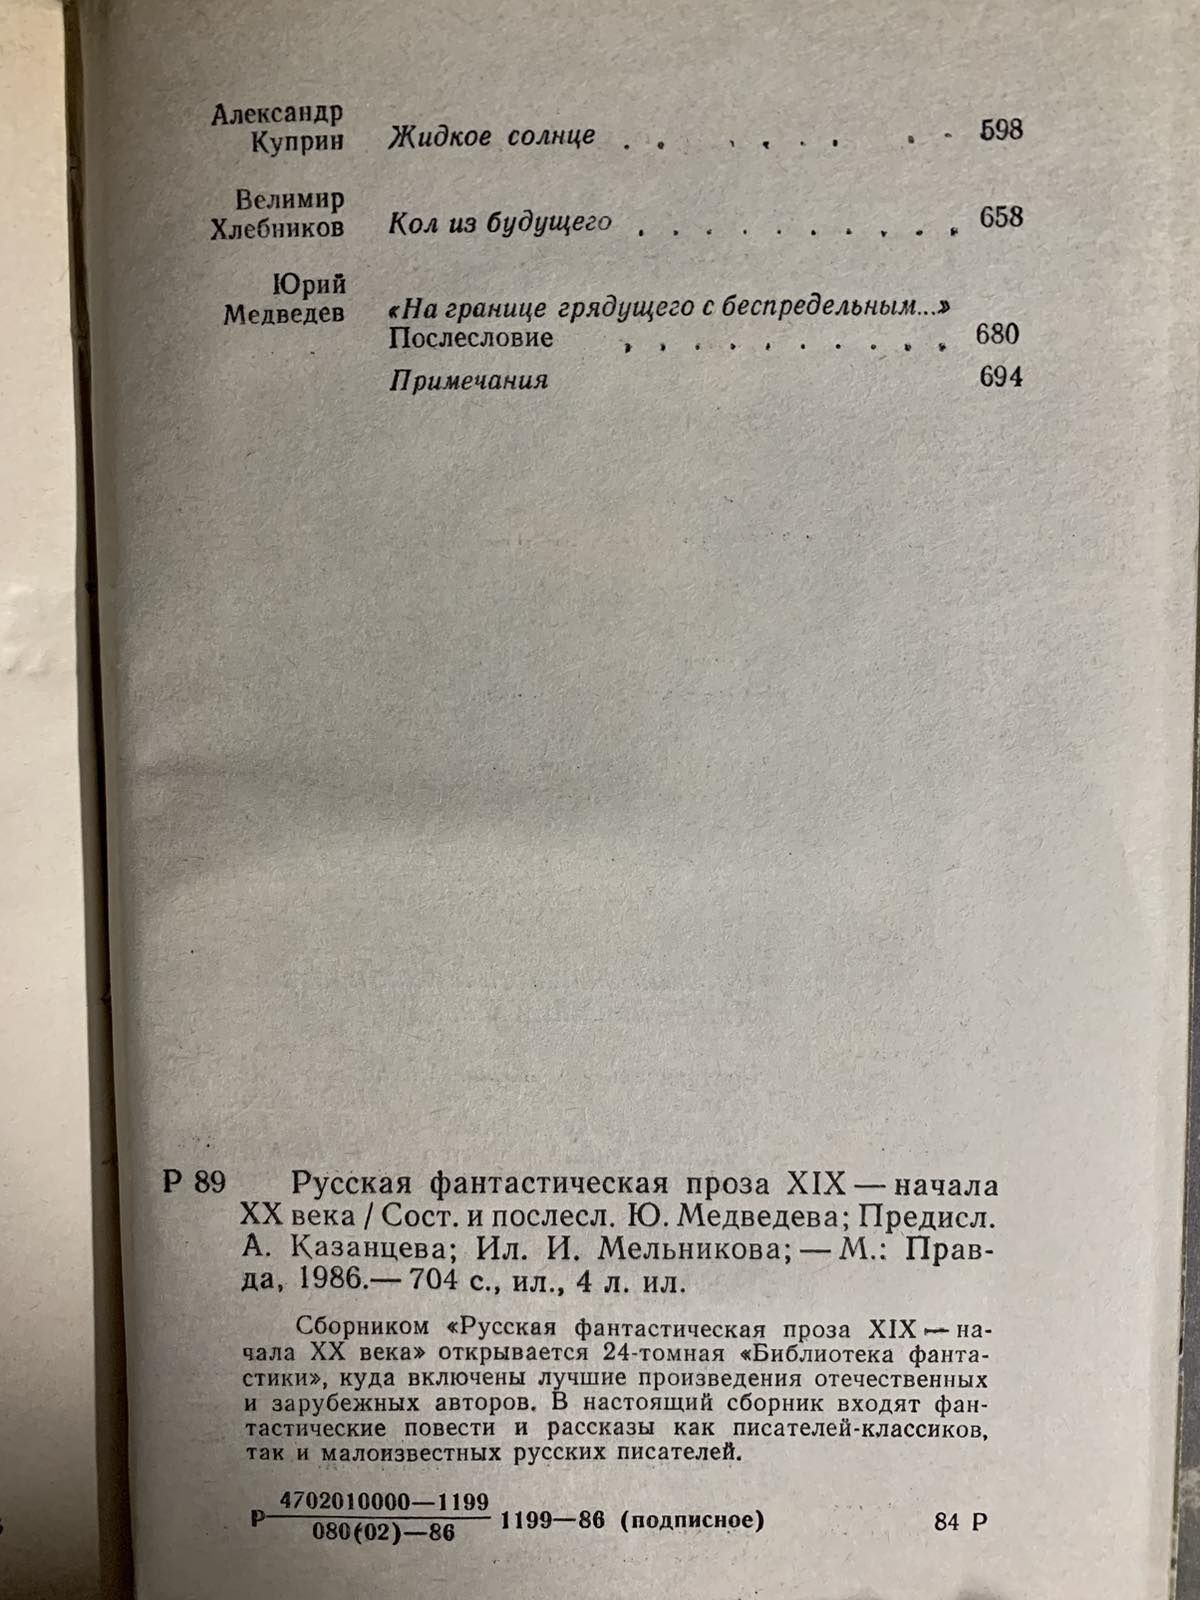 Александр
Куприн Жидкое солнце . . . . . . . . 598
Велимир
Хлебников Кол из будущего . . . . . . . . . . 658
Юрий
Медведев «На границе грядущего с беспредельным...»
Послесловие . . . . . . . . . . 680
Примечания 694
Р 89 Русская фантастическая проза XIX — начала
XX века / Сост. и послесл. Ю. Медведева; Предисл.
А. Казанцева; Ил. И. Мельникова; — М.: Прав-
да, 1986.— 704 с., ил., 4 л. ил.
Сборником «Русская фантастическая проза XIX — на-
чала XX века» открывается 24-томная «Библиотека фанта-
стики», куда включены лучшие произведения отечественных
и зарубежных авторов. В настоящий сборник входят фан-
тастические повести и рассказы как писателей-классиков,
так и малоизвестных русских писателей.
4702010000—1199
Р 1199—86 (подписное) 84 Р
080(02)—86